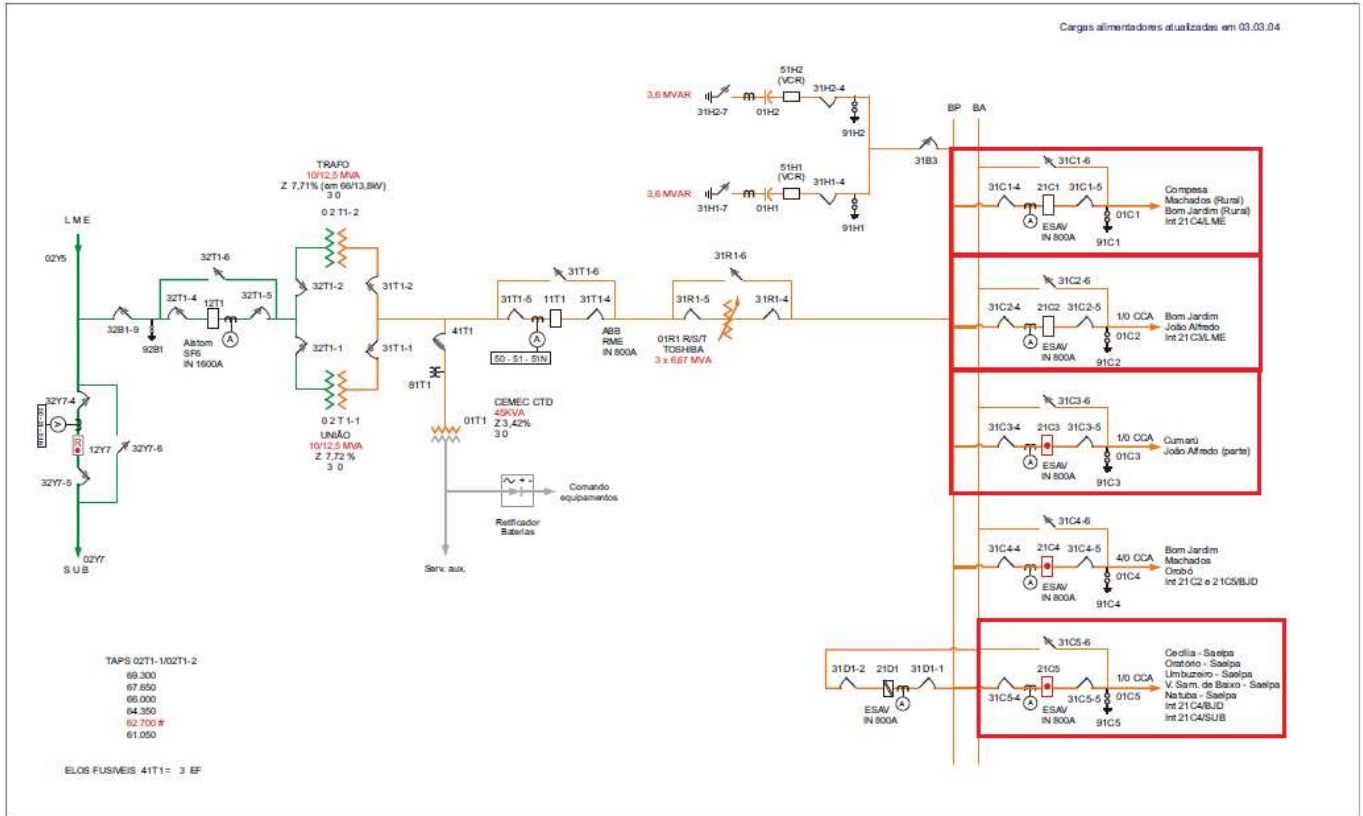 Cargas alimentadores atualizadas em 03.03.04
51H2
(VCR)
3,6 MVAR
31H2-7
01H2
31H2-4
91H2
BP
BA
31B3
51H1
(VCR)
3,6 MVAR
31H1-7
01H1
31H1-4
91H1
TRAFO
10/12,5 MVA
Z 7,71% (em 66/13,8kV)
3 0
0 2 T1-2
LME
02Y5
32T1-6
32T1-4
12T1
32T1-5
32B1-9
92B1
A
Alstom
SF6
IN 1600A
32T1-2
31T1-2
32T1-1
31T1-1
0 2 T1-1
UNIÃO
10/12,5 MVA
Z 7,72 %
3 0
31T1-6
31T1-5
11T1
31T1-4
A
50 - 51 - 51N
ABB
RME
IN 800A
31R1-6
31R1-5
31R1-4
01R1 R/S/T
TOSHIBA
3 x 6,67 MVA
41T1
81T1
01T1
CEMEC CTD
45KVA
Z 3,42%
3 0
Comando
equipamentos
Retificador
Baterias
Serv. aux.
32Y7-4
A
R
12Y7
32Y7-6
32Y7-5
02Y7
SUB
31C1-6
31C1-4
21C1
31C1-5
A
ESAV
IN 800A
01C1
91C1
Compesa
Machados (Rural)
Bom Jardim (Rural)
Int 21C4/LME
31C2-6
31C2-4
21C2
31C2-5
A
ESAV
IN 800A
1/0 CCA
01C2
91C2
Bom Jardim
João Alfredo
Int 21C3/LME
31C3-6
31C3-4
21C3
31C3-5
A
ESAV
IN 800A
1/0 CCA
01C3
91C3
Cumarú
João Alfredo (parte)
31C4-6
31C4-4
21C4
31C4-5
A
ESAV
IN 800A
4/0 CCA
01C4
91C4
Bom Jardim
Machados
Orobó
Int 21C2 e 21C5/BJD
31D1-2
21D1
31D1-1
A
ESAV
IN 800A
31C5-6
31C5-4
21C5
31C5-5
A
ESAV
IN 800A
1/0 CCA
01C5
91C5
Cecília - Saelpa
Oratório - Saelpa
Umbuzeiro - Saelpa
V. Sam. de Baixo - Saelpa
Natuba - Saelpa
Int 21C4/BJD
Int 21C4/SUB
TAPS 02T1-1/02T1-2
69.300
67.650
66.000
64.350
62.700 #
61.050
ELOS FUSIVEIS 41T1 = 3 EF